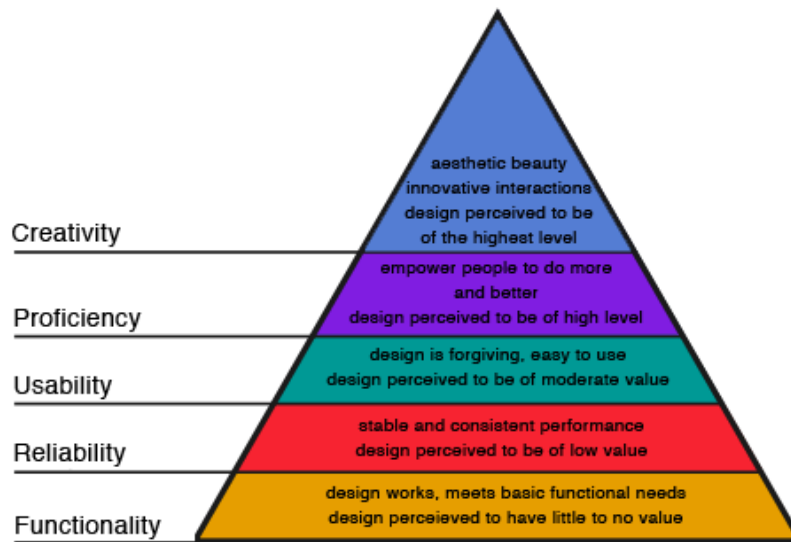 aesthetic beauty
innovative interactions
design perceived to be
of the highest level
Creativity
empower people to do more
and better
design perceived to be of high level
Proficiency
design is forgiving, easy to use
design perceived to be of moderate value
Usability
stable and consistent performance
design perceived to be of low value
Reliability
design works, meets basic functional needs
design perceieved to have little to no value
Functionality